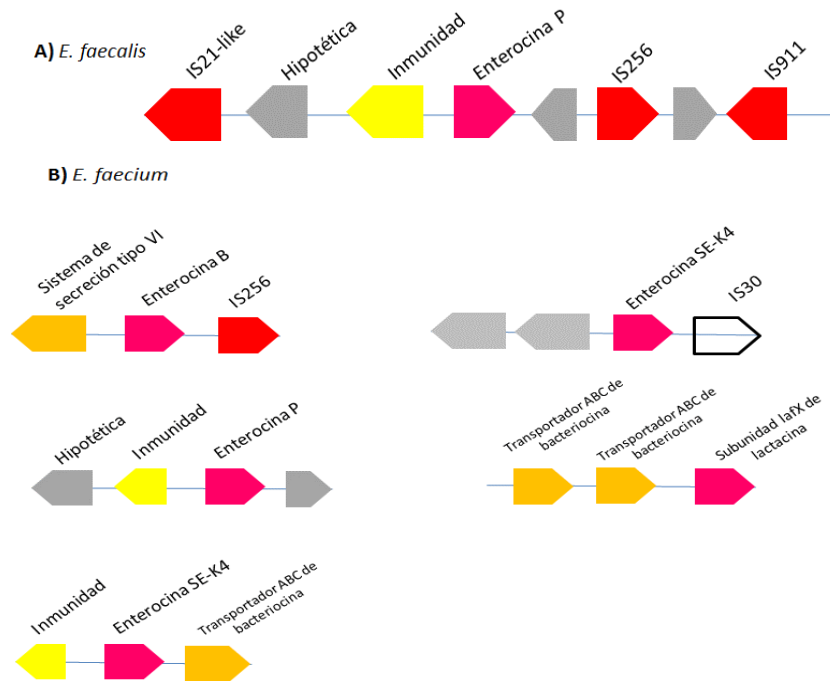 A) E. faecalis
IS21-like
Hipotética
Inmunidad
Enterocina P
IS256
IS911
B) E. faecium
Sistema de
secreción tipo VI
Enterocina B
IS256
Enterocina SE-K4
IS30
Hipotética
Inmunidad
Enterocina P
Transportador ABC de
bacteriocina
Transportador ABC de
bacteriocina
Subunidad lafX de
lactacina
Inmunidad
Enterocina SE-K4
Transportador ABC de
bacteriocina